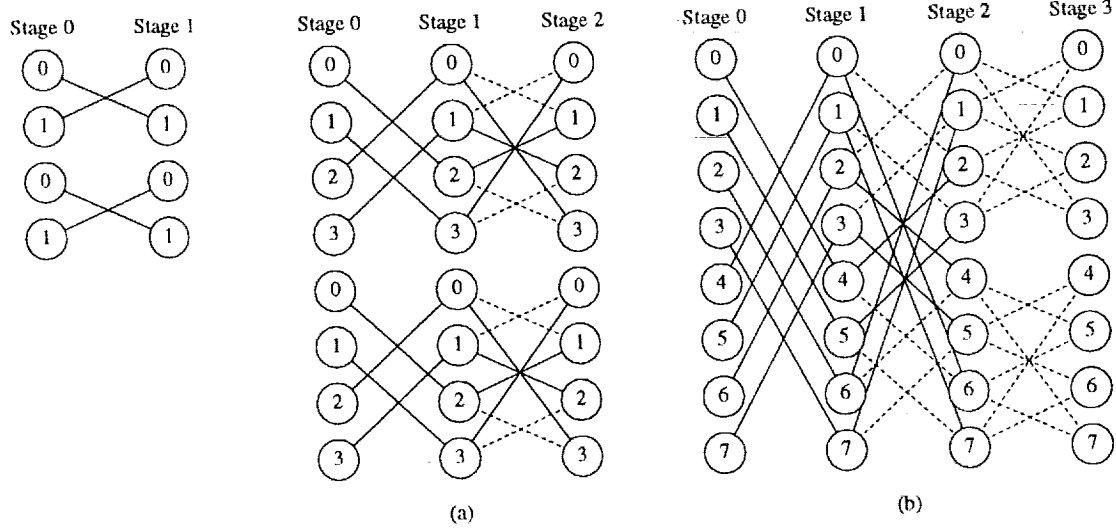 Stage 0 Stage 1
0 0
1 1
0 0
1 1
Stage 0 Stage 1 Stage 2
0 0 0
1 1 1
2 2 2
3 3 3
0 0 0
1 1 1
2 2 2
3 3 3
(a)
Stage 0 Stage 1 Stage 2 Stage 3
0 0 0 0
1 1 1 1
2 2 2 2
3 3 3 3
4 4 4 4
5 5 5 5
6 6 6 6
7 7 7 7
(b)